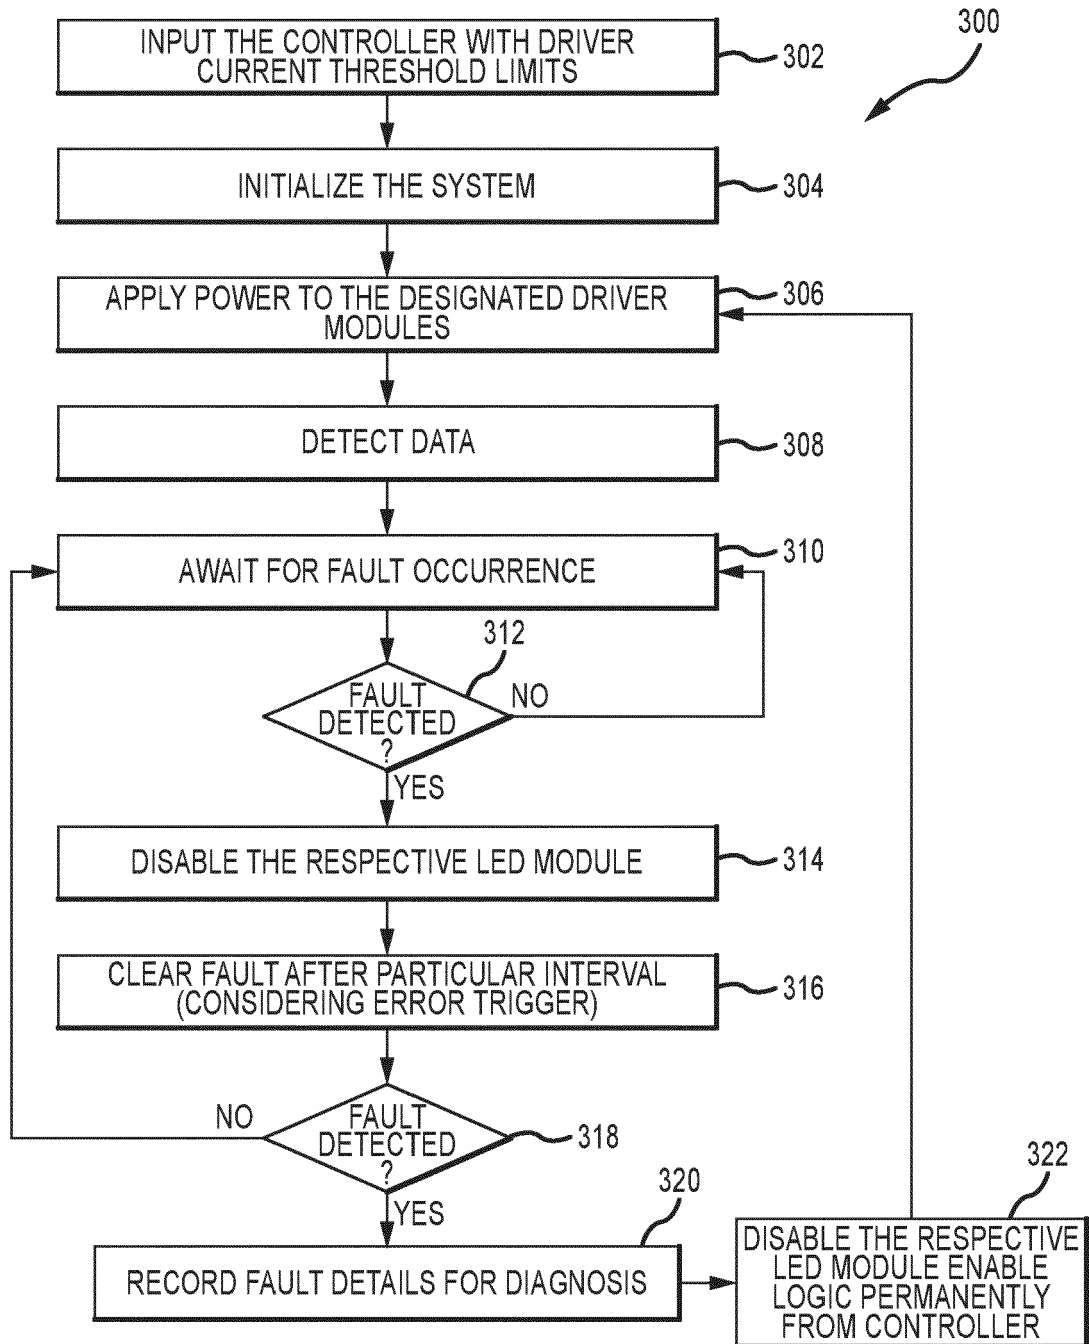 300
INPUT THE CONTROLLER WITH DRIVER
CURRENT THRESHOLD LIMITS
302
INITIALIZE THE SYSTEM
304
APPLY POWER TO THE DESIGNATED DRIVER
MODULES
306
DETECT DATA
308
AWAIT FOR FAULT OCCURRENCE
310
312
FAULT
DETECTED
?
NO
YES
DISABLE THE RESPECTIVE LED MODULE
314
CLEAR FAULT AFTER PARTICULAR INTERVAL
(CONSIDERING ERROR TRIGGER)
316
NO
FAULT
DETECTED
?
318
YES
320
RECORD FAULT DETAILS FOR DIAGNOSIS
322
DISABLE THE RESPECTIVE
LED MODULE ENABLE
LOGIC PERMANENTLY
FROM CONTROLLER